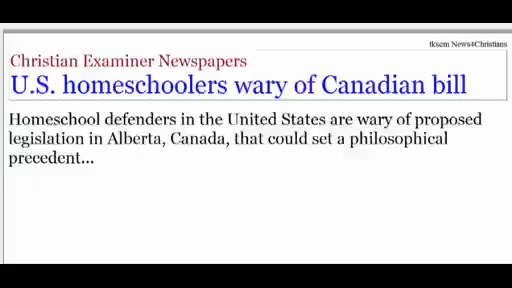 tksem News4Christians
Christian Examiner Newspapers
U.S. homeschoolers wary of Canadian bill
Homeschool defenders in the United States are wary of proposed
legislation in Alberta, Canada, that could set a philosophical
precedent...